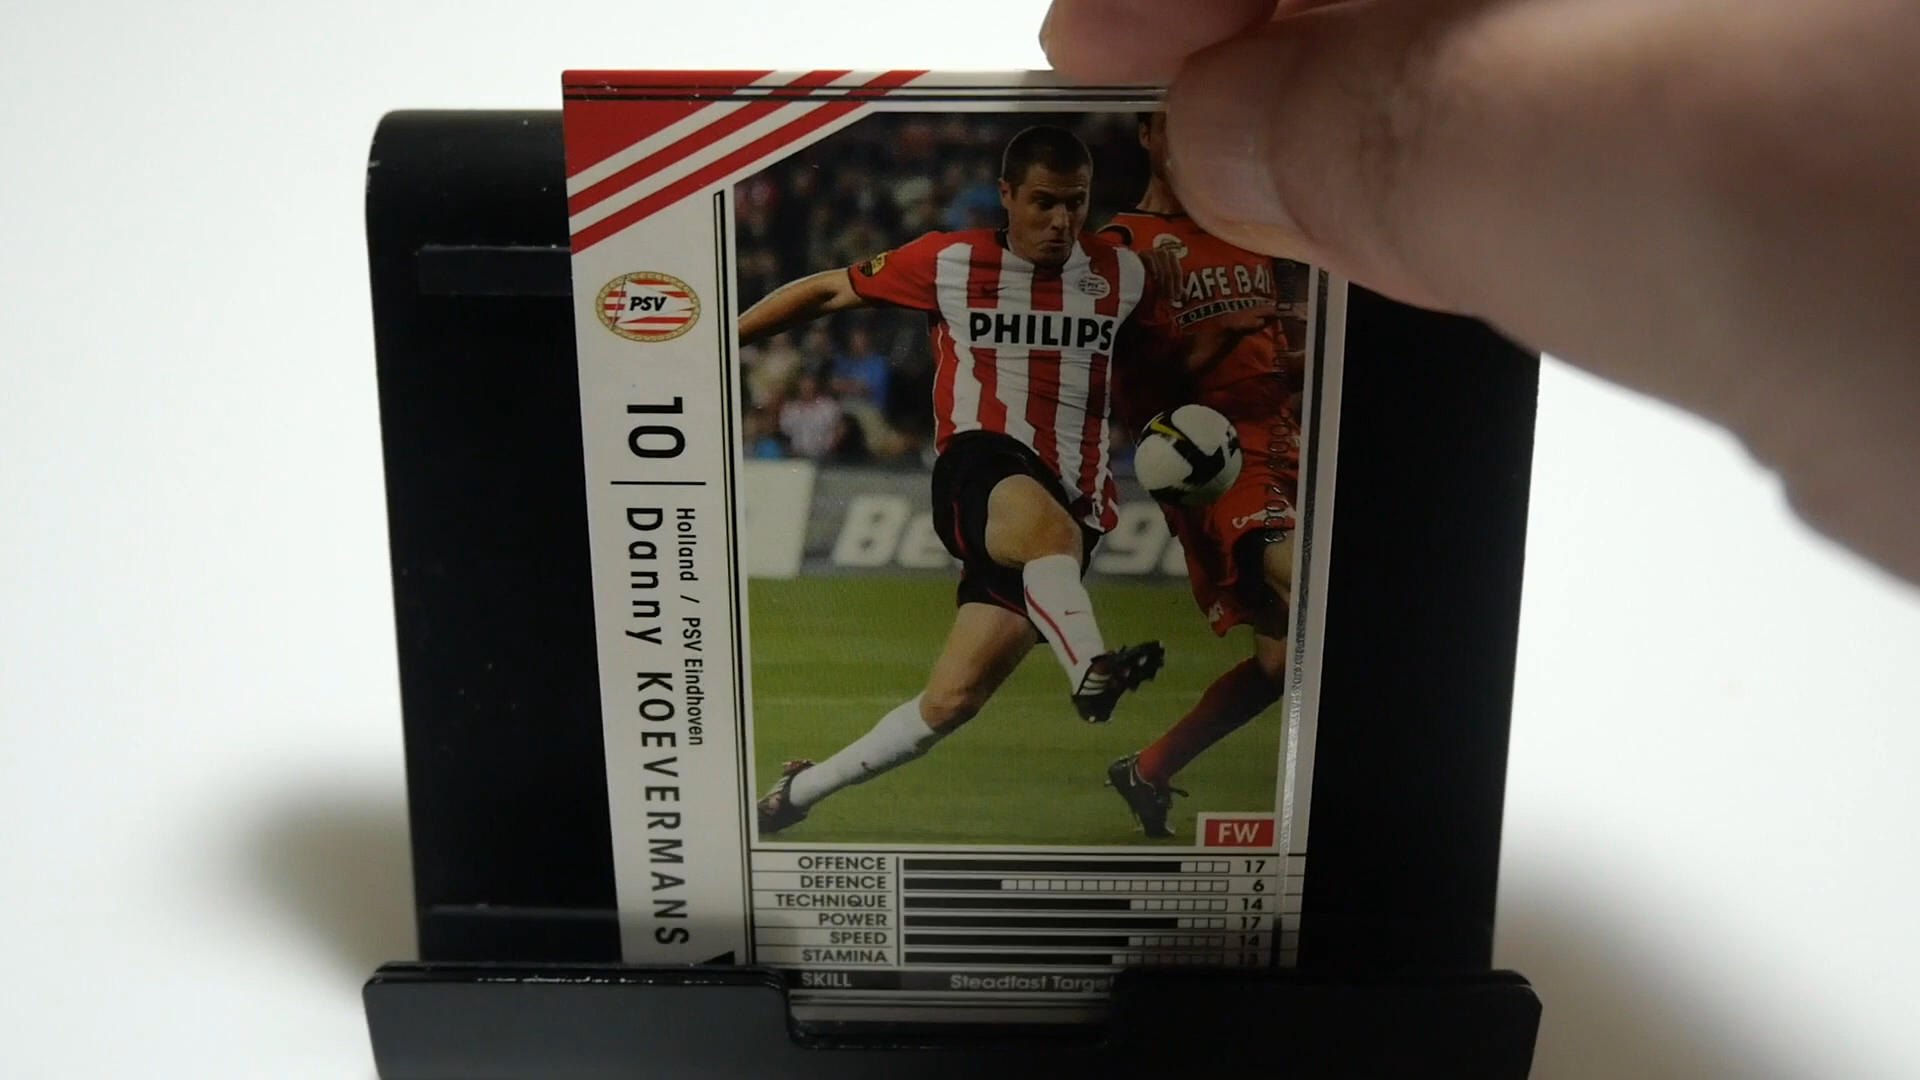 PSV
10
Danny KOEVERMANS
Holland / PSV Eindhoven
PHILIPS
FW
OFFENCE 17
DEFENCE 6
TECHNIQUE 14
POWER 17
SPEED 14
STAMINA 13
SKILL Steadfast Target